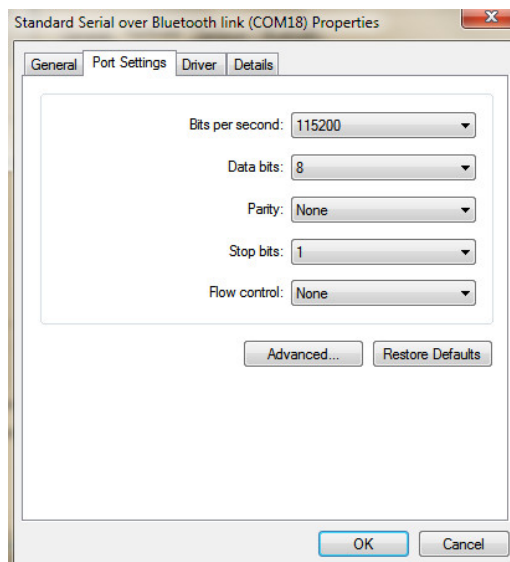 Standard Serial over Bluetooth link (COM18) Properties
General Port Settings Driver Details
Bits per second: 115200
Data bits: 8
Parity: None
Stop bits: 1
Flow control: None
Advanced... Restore Defaults
OK Cancel